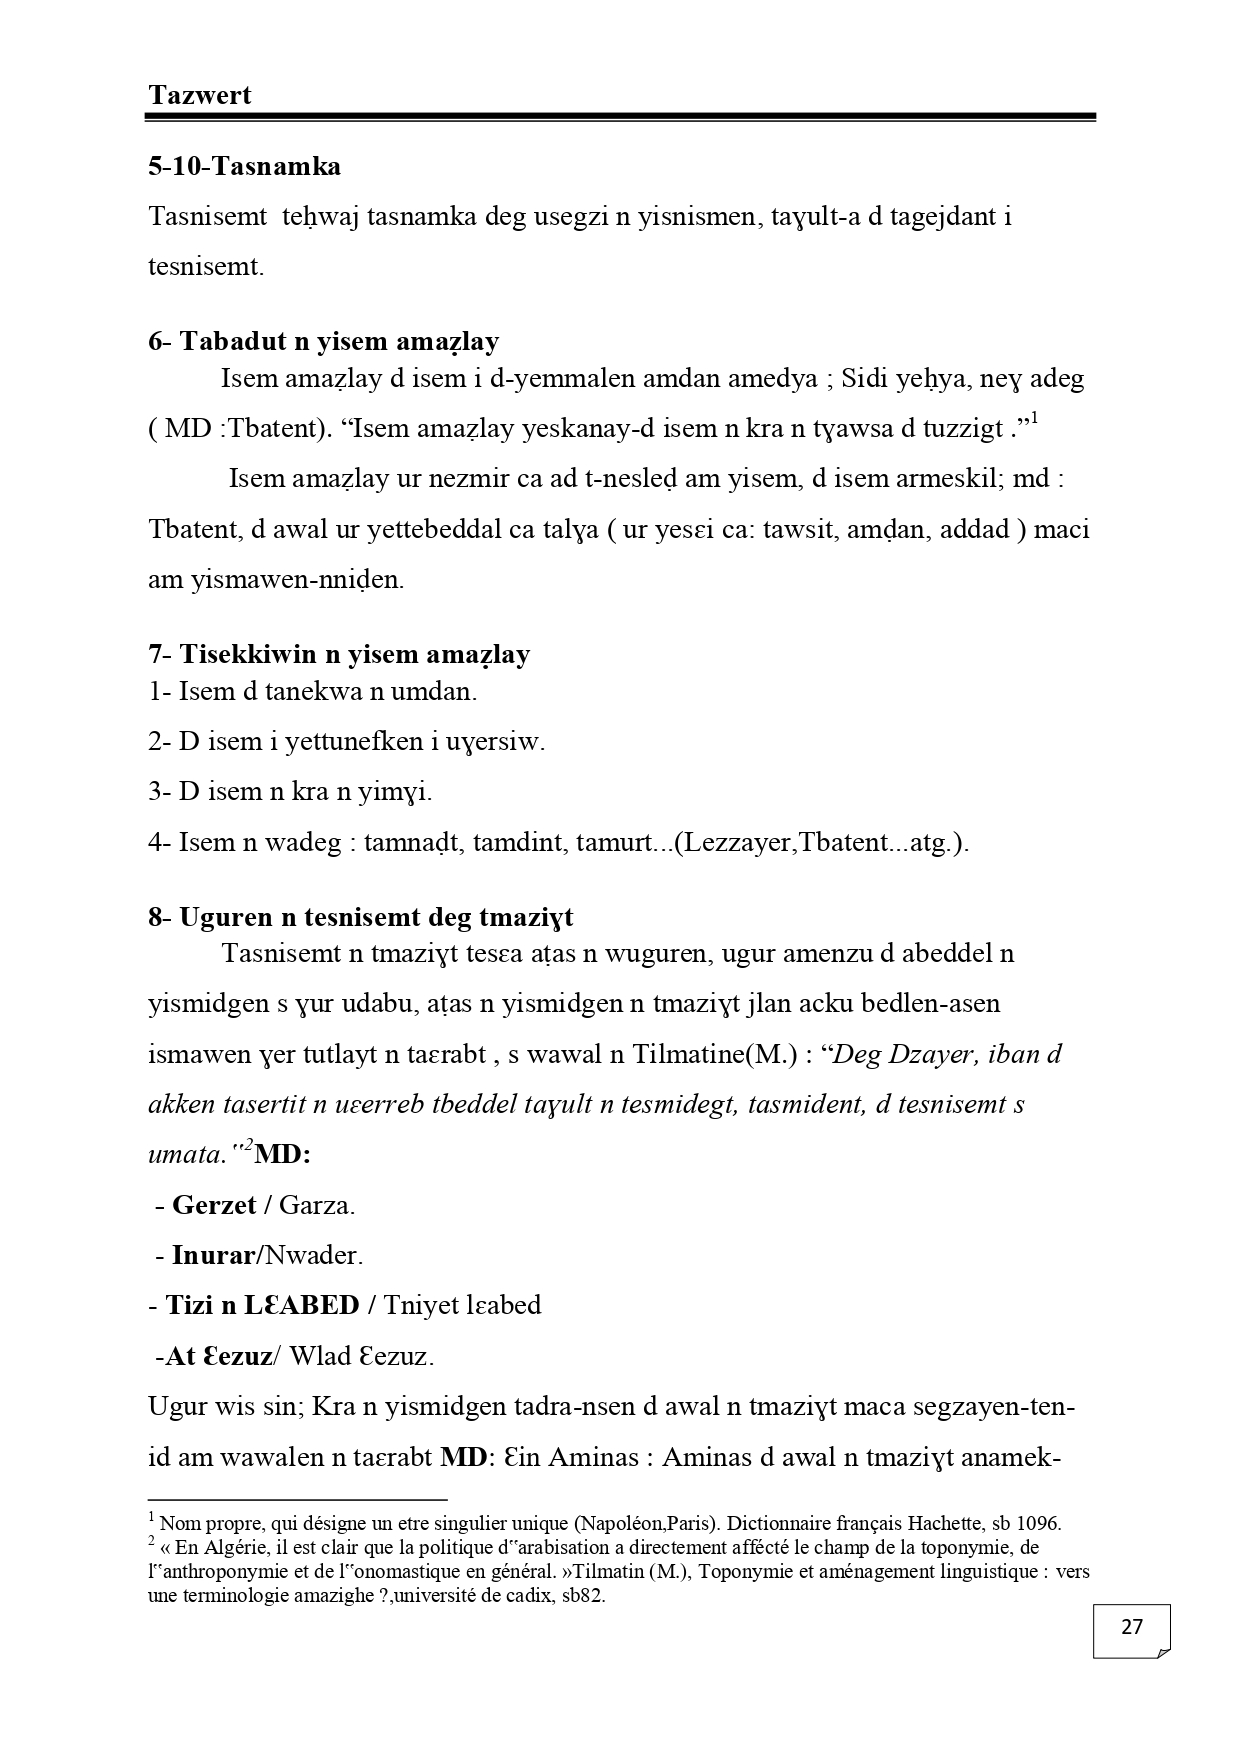 Tazwert
5-10-Tasnamka
Tasnisemt  teḥwaj tasnamka deg usegzi n yisnismen, taɣult-a d tagejdant i
tesnisemt.
6- Tabadut n yisem amaẓlay
Isem amaẓlay d isem i d-yemmalen amdan amedya ; Sidi yeḥya, neɣ adeg
( MD :Tbatent). “Isem amaẓlay yeskanay-d isem n kra n tɣawsa d tuzzigt .”1
Isem amaẓlay ur nezmir ca ad t-nesleḍ am yisem, d isem armeskil; md :
Tbatent, d awal ur yettebeddal ca talɣa ( ur yesɛi ca: tawsit, amḍan, addad ) maci
am yismawen-nniḍen.
7- Tisekkiwin n yisem amaẓlay
1- Isem d tanekwa n umdan.
2- D isem i yettunefken i uɣersiw.
3- D isem n kra n yimɣi.
4- Isem n wadeg : tamnaḍt, tamdint, tamurt...(Lezzayer,Tbatent...atg.).
8- Uguren n tesnisemt deg tmaziɣt
Tasnisemt n tmaziɣt tesɛa aṭas n wuguren, ugur amenzu d abeddel n
yismidgen s ɣur udabu, aṭas n yismidgen n tmaziɣt jlan acku bedlen-asen
ismawen ɣer tutlayt n taɛrabt , s wawal n Tilmatine(M.) : “Deg Dzayer, iban d
akken tasertit n uɛerreb tbeddel taɣult n tesmidegt, tasmident, d tesnisemt s
umata.‟‟2MD:
- Gerzet / Garza.
- Inurar/Nwader.
- Tizi n LƐABED / Tniyet lɛabed
-At Ɛezuz/ Wlad Ɛezuz.
Ugur wis sin; Kra n yismidgen tadra-nsen d awal n tmaziɣt maca segzayen-ten-
id am wawalen n taɛrabt MD: Ɛin Aminas : Aminas d awal n tmaziɣt anamek-
1 Nom propre, qui désigne un etre singulier unique (Napoléon,Paris). Dictionnaire français Hachette, sb 1096.
2 « En Algérie, il est clair que la politique d‟‟arabisation a directement affécté le champ de la toponymie, de
l‟‟anthroponymie et de l‟‟onomastique en général. »Tilmatin (M.), Toponymie et aménagement linguistique : vers
une terminologie amazighe ?,université de cadix, sb82.
27